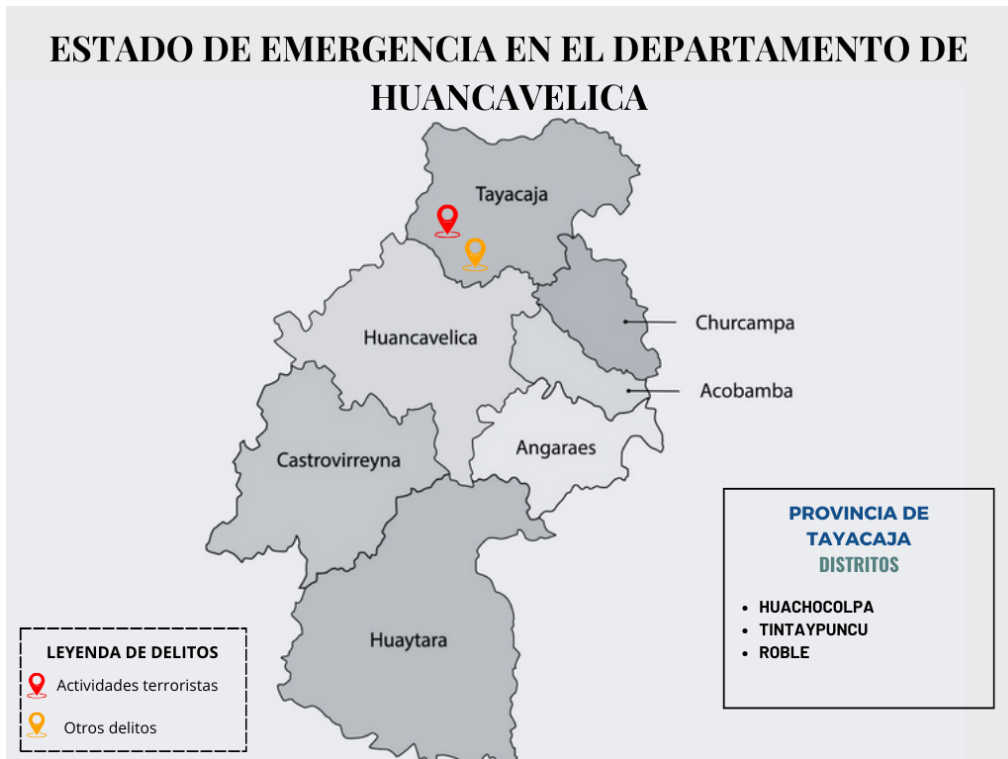 ESTADO DE EMERGENCIA EN EL DEPARTAMENTO DE
HUANCAVELICA
Tayacaja
Huancavelica
Churcampa
Acobamba
Angaraes
Castrovirreyna
Huaytara
PROVINCIA DE
TAYACAJA
DISTRITOS
• HUACHOCOLPA
• TINTAYPUNCU
• ROBLE
LEYENDA DE DELITOS
Actividades terroristas
Otros delitos